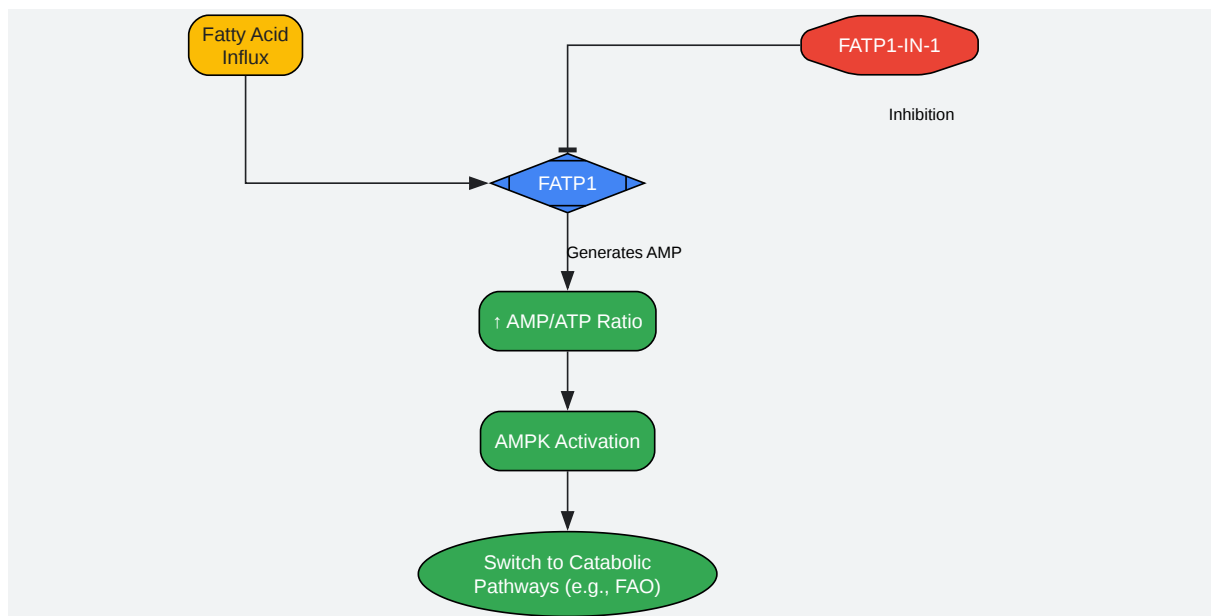 Fatty Acid
Influx
FATP1-IN-1
Inhibition
FATP1
Generates AMP
↑ AMP/ATP Ratio
AMPK Activation
Switch to Catabolic
Pathways (e.g., FAO)